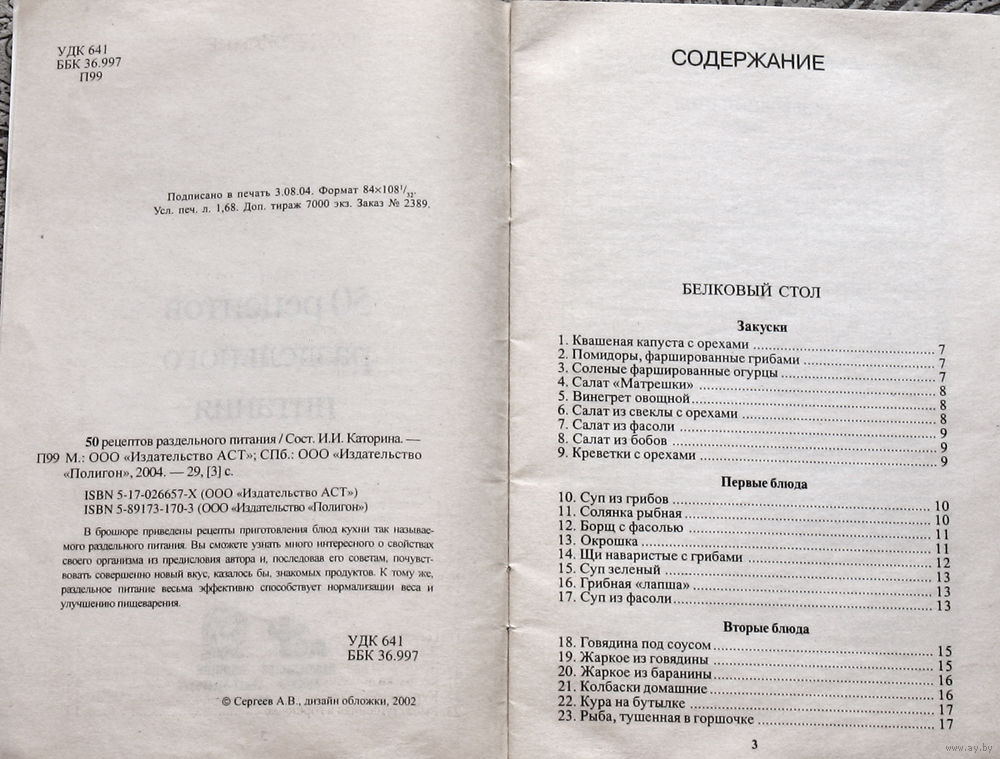 УДК 641
ББК 36.997
П99
Подписано в печать 3.08.04. Формат 84×108¹/₃₂.
Усл. печ. л. 1,68. Доп. тираж 7000 экз. Заказ № 2389.
50 рецептов раздельного питания / Сост. И.И. Каторина. —
П99 М.: ООО «Издательство АСТ»; СПб.: ООО «Издательство
«Полигон», 2004. — 29, [3] с.
ISBN 5-17-026657-X (ООО «Издательство АСТ»)
ISBN 5-89173-170-3 (ООО «Издательство «Полигон»)
В брошюре приведены рецепты приготовления блюд кухни так называе-
мого раздельного питания. Вы сможете узнать много интересного о свойствах
своего организма из предисловия автора и, последовав его советам, почувст-
вовать совершенно новый вкус, казалось бы, знакомых продуктов. К тому же,
раздельное питание весьма эффективно способствует нормализации веса и
улучшению пищеварения.
УДК 641
ББК 36.997
© Сергеев А.В., дизайн обложки, 2002
СОДЕРЖАНИЕ
БЕЛКОВЫЙ СТОЛ
Закуски
1. Квашеная капуста с орехами 7
2. Помидоры, фаршированные грибами 7
3. Соленые фаршированные огурцы 7
4. Салат «Матрешки» 8
5. Винегрет овощной 8
6. Салат из свеклы с орехами 8
7. Салат из фасоли 9
8. Салат из бобов 9
9. Креветки с орехами 9
Первые блюда
10. Суп из грибов 10
11. Солянка рыбная 10
12. Борщ с фасолью 11
13. Окрошка 11
14. Щи наваристые с грибами 12
15. Суп зеленый 13
16. Грибная «лапша» 13
17. Суп из фасоли 13
Вторые блюда
18. Говядина под соусом 15
19. Жаркое из говядины 15
20. Жаркое из баранины 16
21. Колбаски домашние 16
22. Кура на бутылке 17
23. Рыба, тушенная в горшочке 17
3
www.ay.by